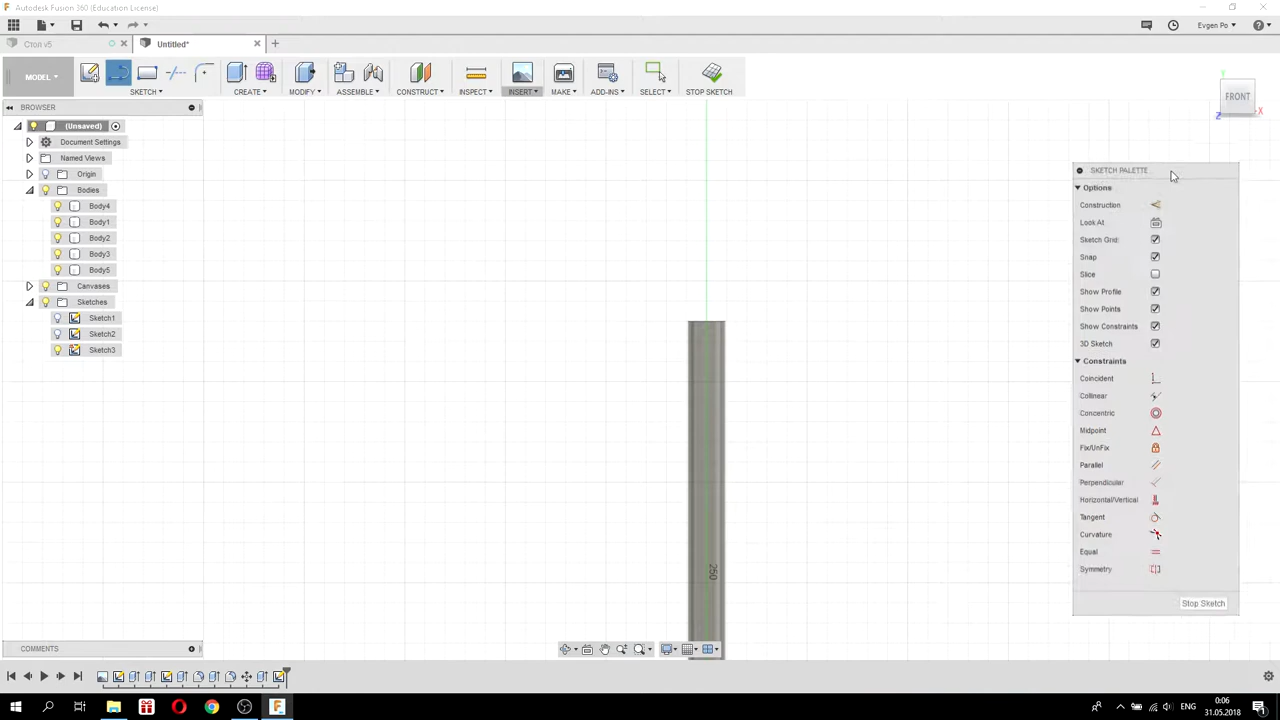 Autodesk Fusion 360 (Education License)
Evgen Po
Стол v5
Untitled*
MODEL
SKETCH
CREATE
MODIFY
ASSEMBLE
CONSTRUCT
INSPECT
INSERT
MAKE
ADD-INS
SELECT
STOP SKETCH
FRONT
X
Z
BROWSER
(Unsaved)
Document Settings
Named Views
Origin
Bodies
Body4
Body1
Body2
Body3
Body5
Canvases
Sketches
Sketch1
Sketch2
Sketch3
SKETCH PALETTE
Options
Construction
Look At
Sketch Grid
Snap
Slice
Show Profile
Show Points
Show Constraints
3D Sketch
Constraints
Coincident
Collinear
Concentric
Midpoint
Fix/UnFix
Parallel
Perpendicular
Horizontal/Vertical
Tangent
Curvature
Equal
Symmetry
Stop Sketch
250
COMMENTS
ENG
0:06
31.05.2018